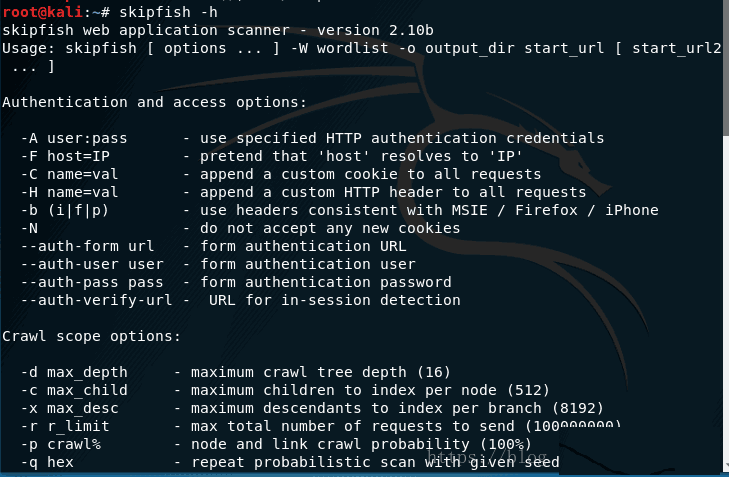 root@kali:~# skipfish -h
skipfish web application scanner - version 2.10b
Usage: skipfish [ options ... ] -W wordlist -o output_dir start_url [ start_url2
 ... ]
Authentication and access options:
  -A user:pass      - use specified HTTP authentication credentials
  -F host=IP        - pretend that 'host' resolves to 'IP'
  -C name=val       - append a custom cookie to all requests
  -H name=val       - append a custom HTTP header to all requests
  -b (i|f|p)        - use headers consistent with MSIE / Firefox / iPhone
  -N                - do not accept any new cookies
  --auth-form url   - form authentication URL
  --auth-user user  - form authentication user
  --auth-pass pass  - form authentication password
  --auth-verify-url -  URL for in-session detection
Crawl scope options:
  -d max_depth     - maximum crawl tree depth (16)
  -c max_child     - maximum children to index per node (512)
  -x max_desc      - maximum descendants to index per branch (8192)
  -r r_limit       - max total number of requests to send (100000000)
  -p crawl%        - node and link crawl probability (100%)
  -q hex           - repeat probabilistic scan with given seed
https://blog